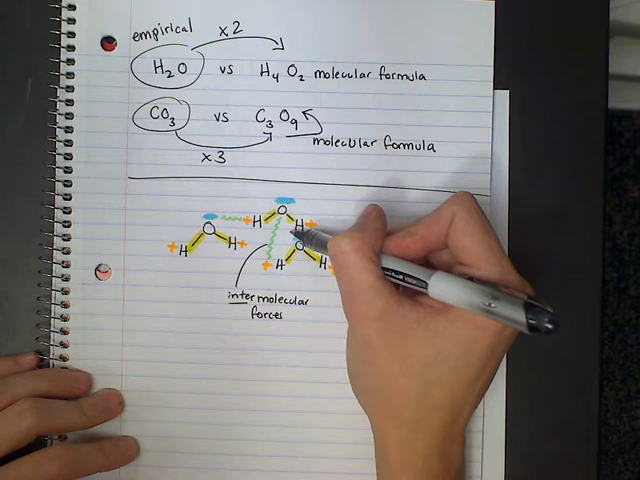 empirical
x2
H₂O vs H₄O₂ molecular formula
CO₃ vs C₃O₉
molecular formula
x3
O
+H H+
O
+H H+
O
+H H+
intermolecular
forces